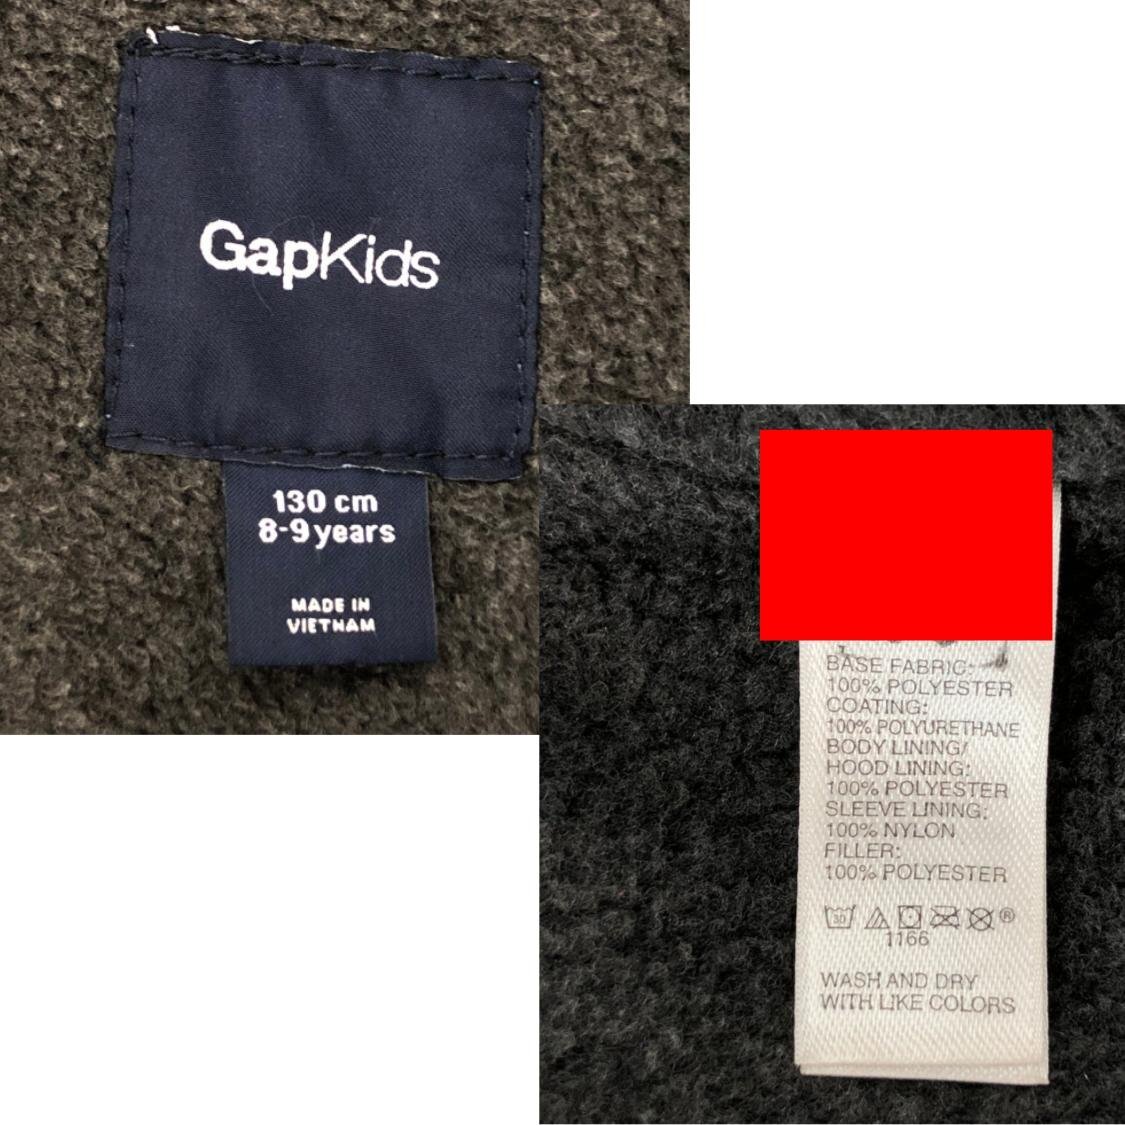 GapKids
130 cm
8-9 years
MADE IN
VIETNAM
BASE FABRIC:
100% POLYESTER
COATING:
100% POLYURETHANE
BODY LINING/
HOOD LINING:
100% POLYESTER
SLEEVE LINING:
100% NYLON
FILLER:
100% POLYESTER
30
®
1166
WASH AND DRY
WITH LIKE COLORS